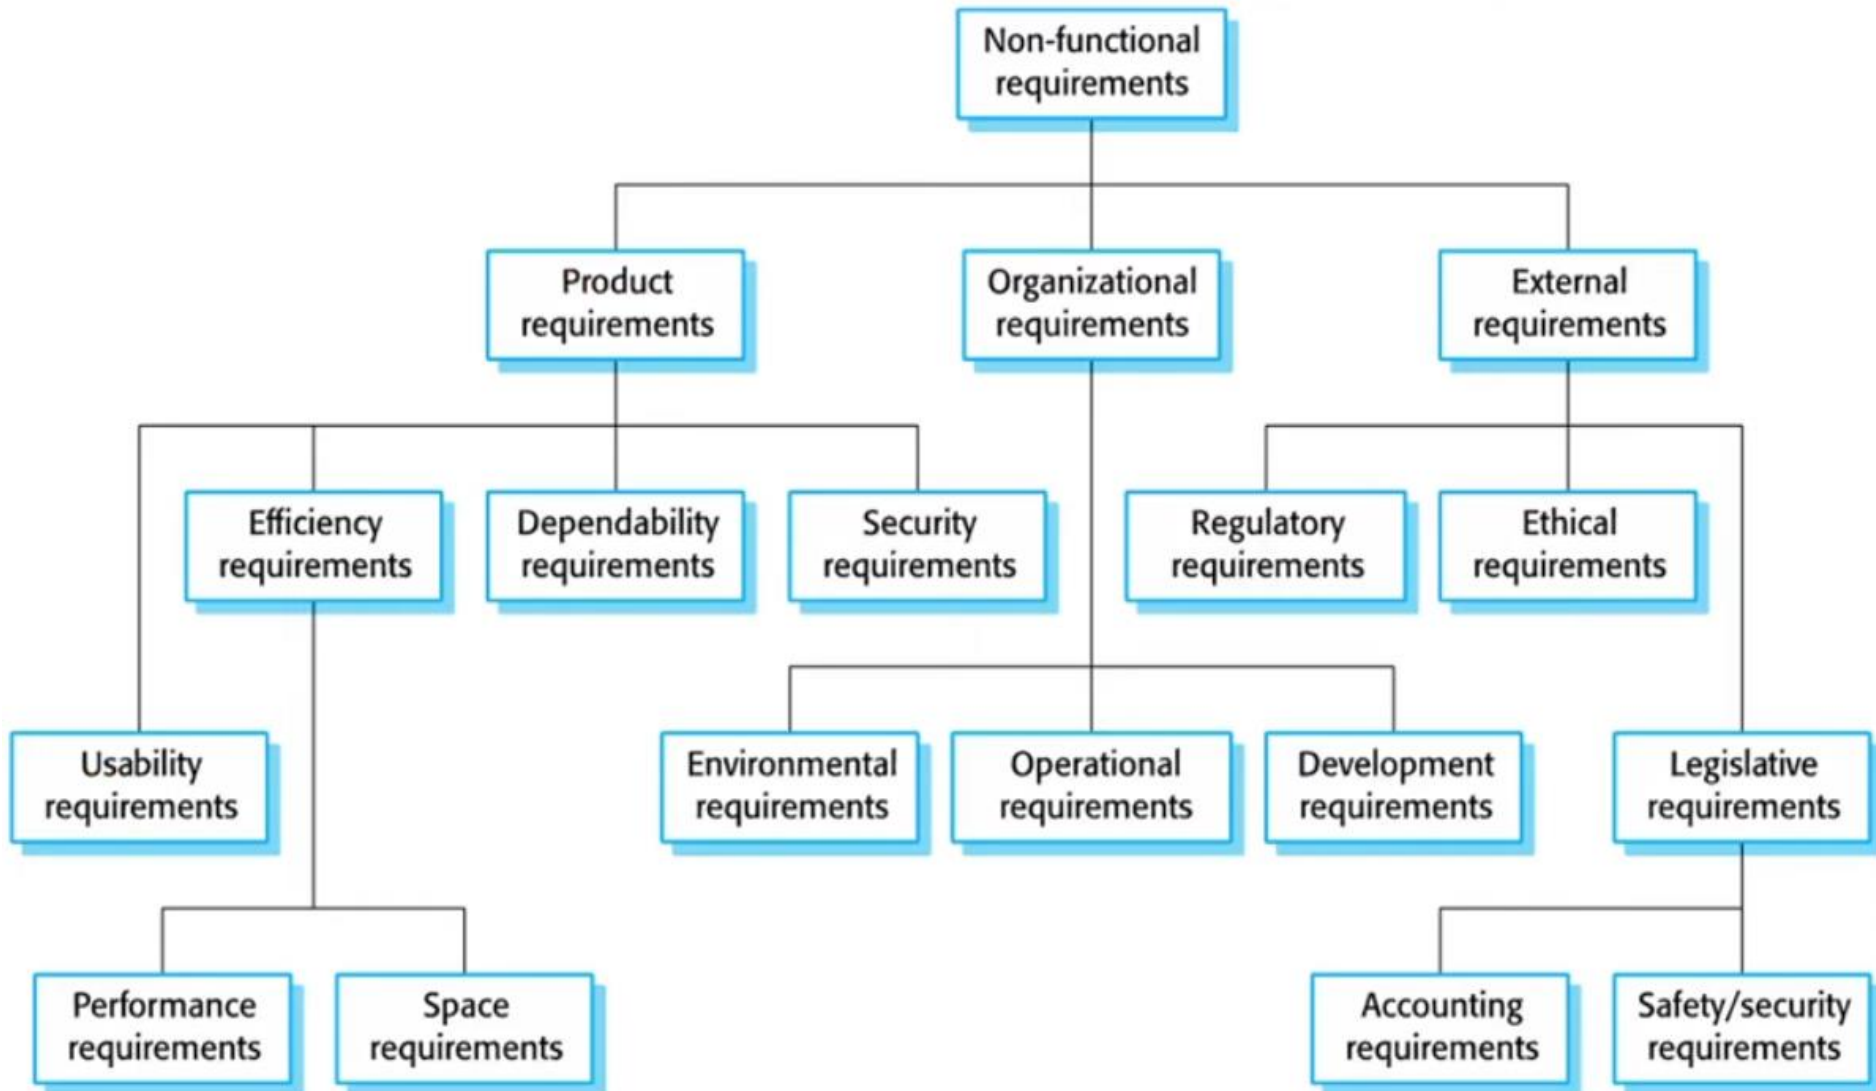 Non-functional
requirements
Product
requirements
Organizational
requirements
External
requirements
Efficiency
requirements
Dependability
requirements
Security
requirements
Regulatory
requirements
Ethical
requirements
Usability
requirements
Environmental
requirements
Operational
requirements
Development
requirements
Legislative
requirements
Performance
requirements
Space
requirements
Accounting
requirements
Safety/security
requirements